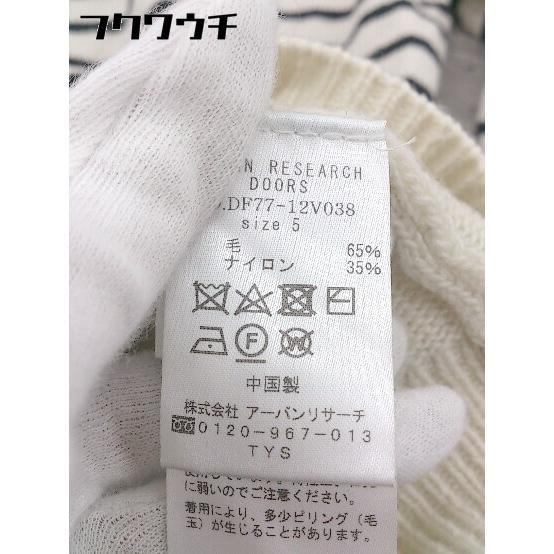 フクワウチ
N RESEARCH
DOORS
.DF77-12V038
size 5
毛 65%
ナイロン 35%
F
W
中国製
株式会社 アーバンリサーチ
0120-967-013
TYS
に弱いのでご注意ください。
着用により、多少ピリング(毛
玉)が生じることがあります。